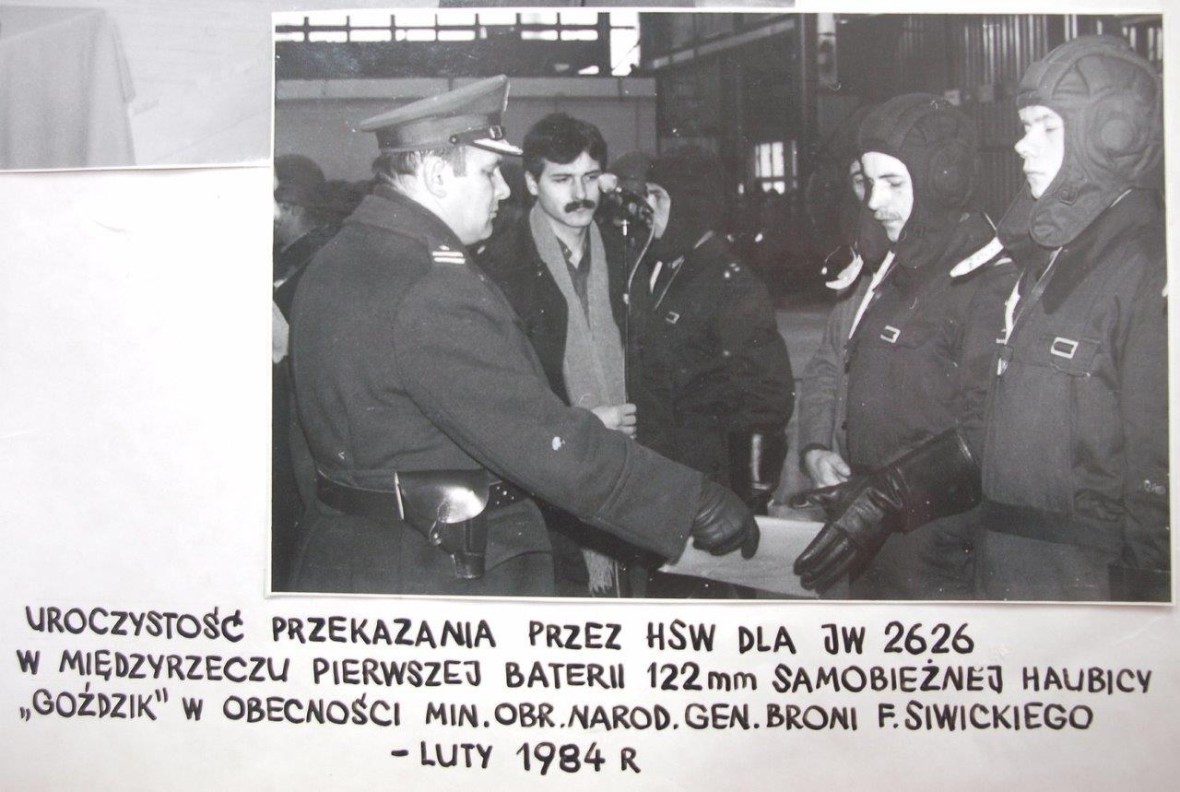 UROCZYSTOŚĆ PRZEKAZANIA PRZEZ HSW DLA JW 2626
W MIĘDZYRZECZU PIERWSZEJ BATERII 122mm SAMOBIEŻNEJ HAUBICY
„GOŹDZIK" W OBECNOŚCI MIN.OBR.NAROD.GEN.BRONI F.SIWICKIEGO
- LUTY 1984 R